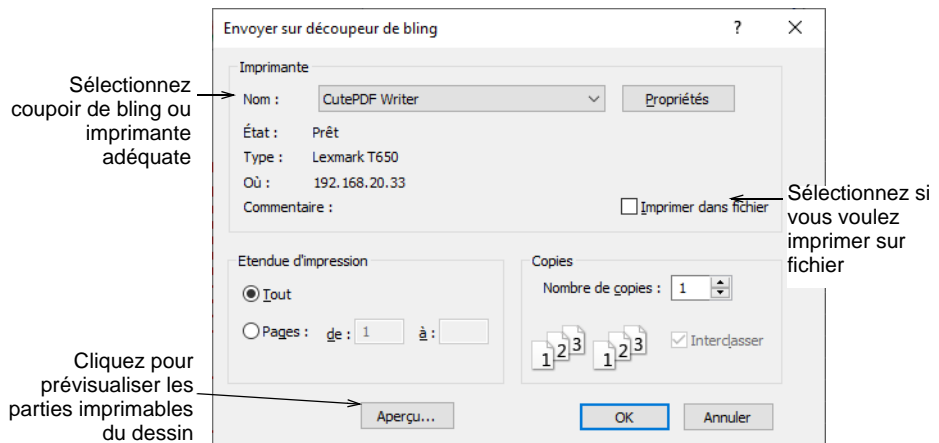 Envoyer sur découpeur de bling
?
Imprimante
Sélectionnez
coupoir de bling ou
imprimante
adéquate
Nom :
CutePDF Writer
Propriétés
État :
Prêt
Type :
Lexmark T650
Où :
192.168.20.33
Commentaire :
Imprimer dans fichier
Sélectionnez si
vous voulez
imprimer sur
fichier
Etendue d'impression
Tout
Pages :
de :
1
à :
Copies
Nombre de copies :
1
1 2 3
1 2 3
Interclasser
Cliquez pour
prévisualiser les
parties imprimables
du dessin
Aperçu...
OK
Annuler